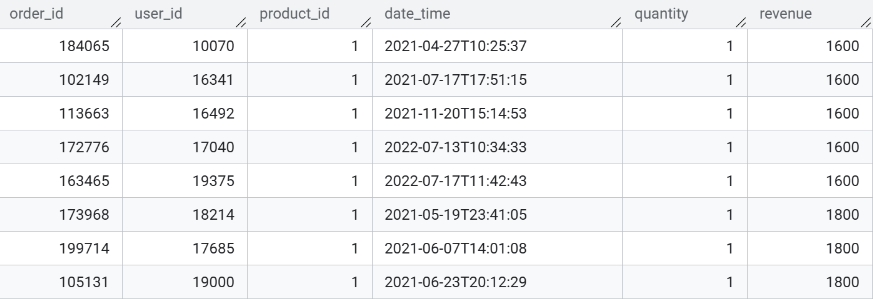 order_id user_id product_id date_time quantity revenue
184065 10070 1 2021-04-27T10:25:37 1 1600
102149 16341 1 2021-07-17T17:51:15 1 1600
113663 16492 1 2021-11-20T15:14:53 1 1600
172776 17040 1 2022-07-13T10:34:33 1 1600
163465 19375 1 2022-07-17T11:42:43 1 1600
173968 18214 1 2021-05-19T23:41:05 1 1800
199714 17685 1 2021-06-07T14:01:08 1 1800
105131 19000 1 2021-06-23T20:12:29 1 1800